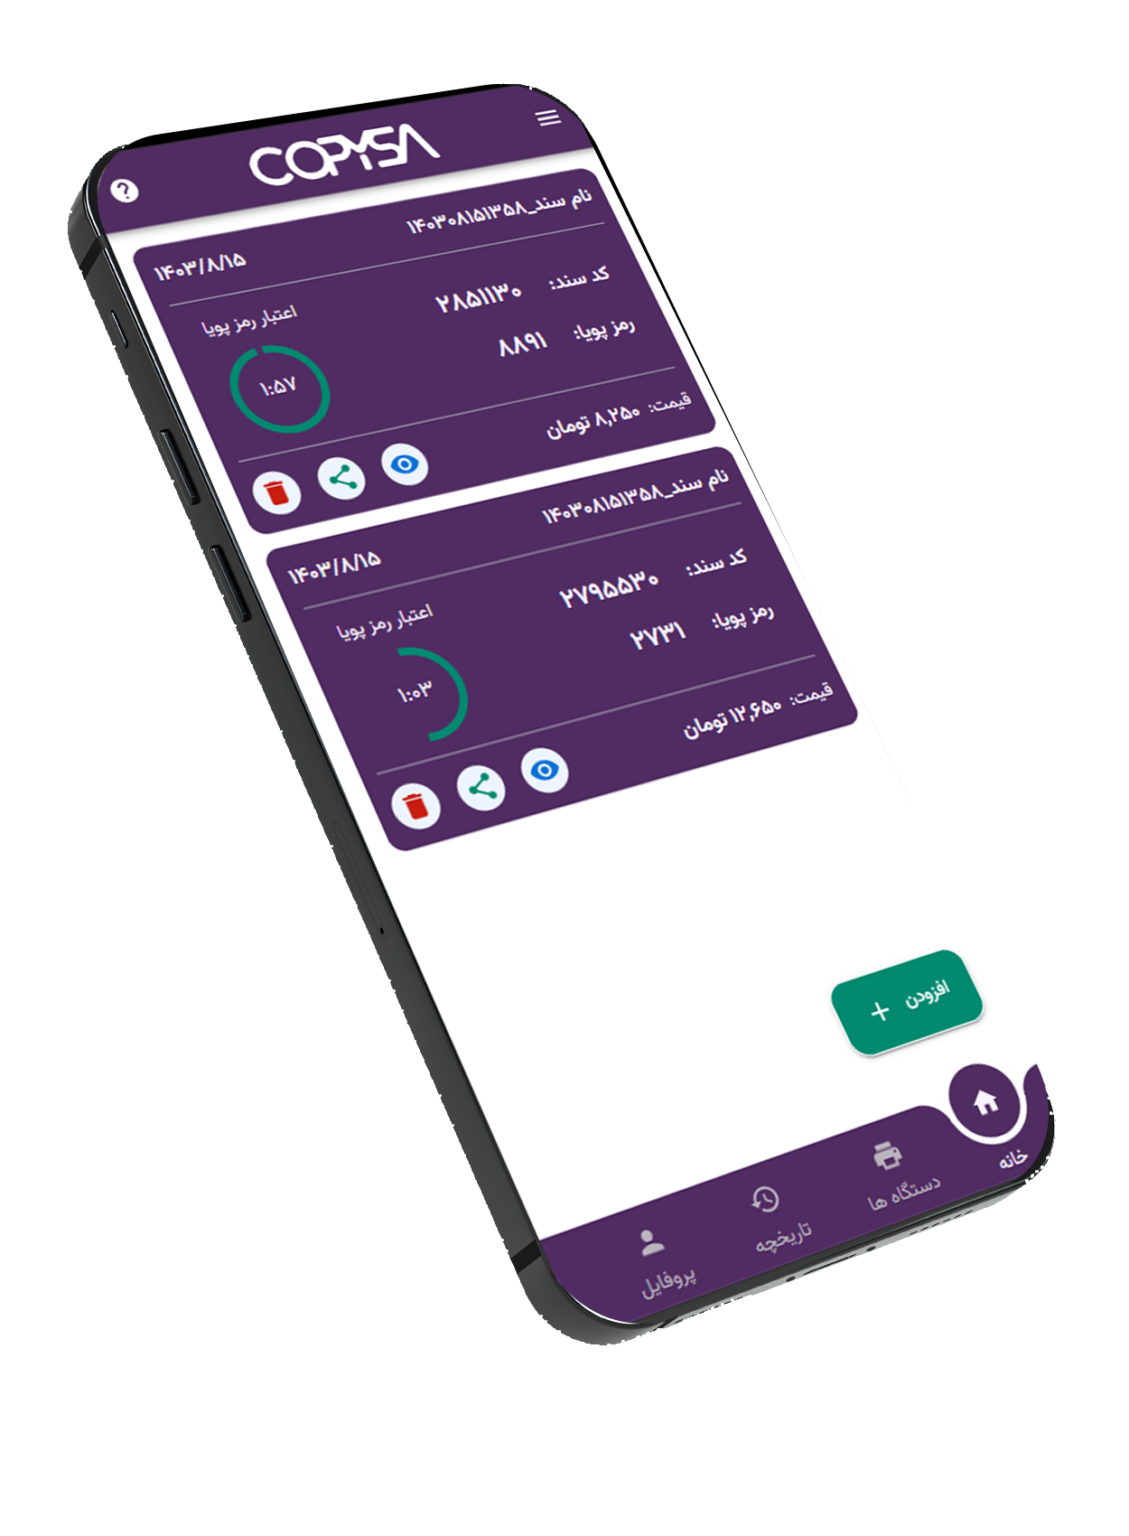 COPYSA
نام سند_۱۴۰۳۰۸۱۵۱۳۵۸
۱۴۰۳/۸/۱۵
کد سند: ۲۸۵۱۱۳۰
اعتبار رمز پویا
رمز پویا: ۸۸۹۱
۱:۵۷
قیمت: ۸,۲۵۰ تومان
نام سند_۱۴۰۳۰۸۱۵۱۳۵۸
۱۴۰۳/۸/۱۵
کد سند: ۲۷۹۵۵۳۰
اعتبار رمز پویا
رمز پویا: ۲۷۳۱
۱:۰۳
قیمت: ۱۲,۶۵۰ تومان
افزودن +
خانه
دستگاه ها
تاریخچه
پروفایل